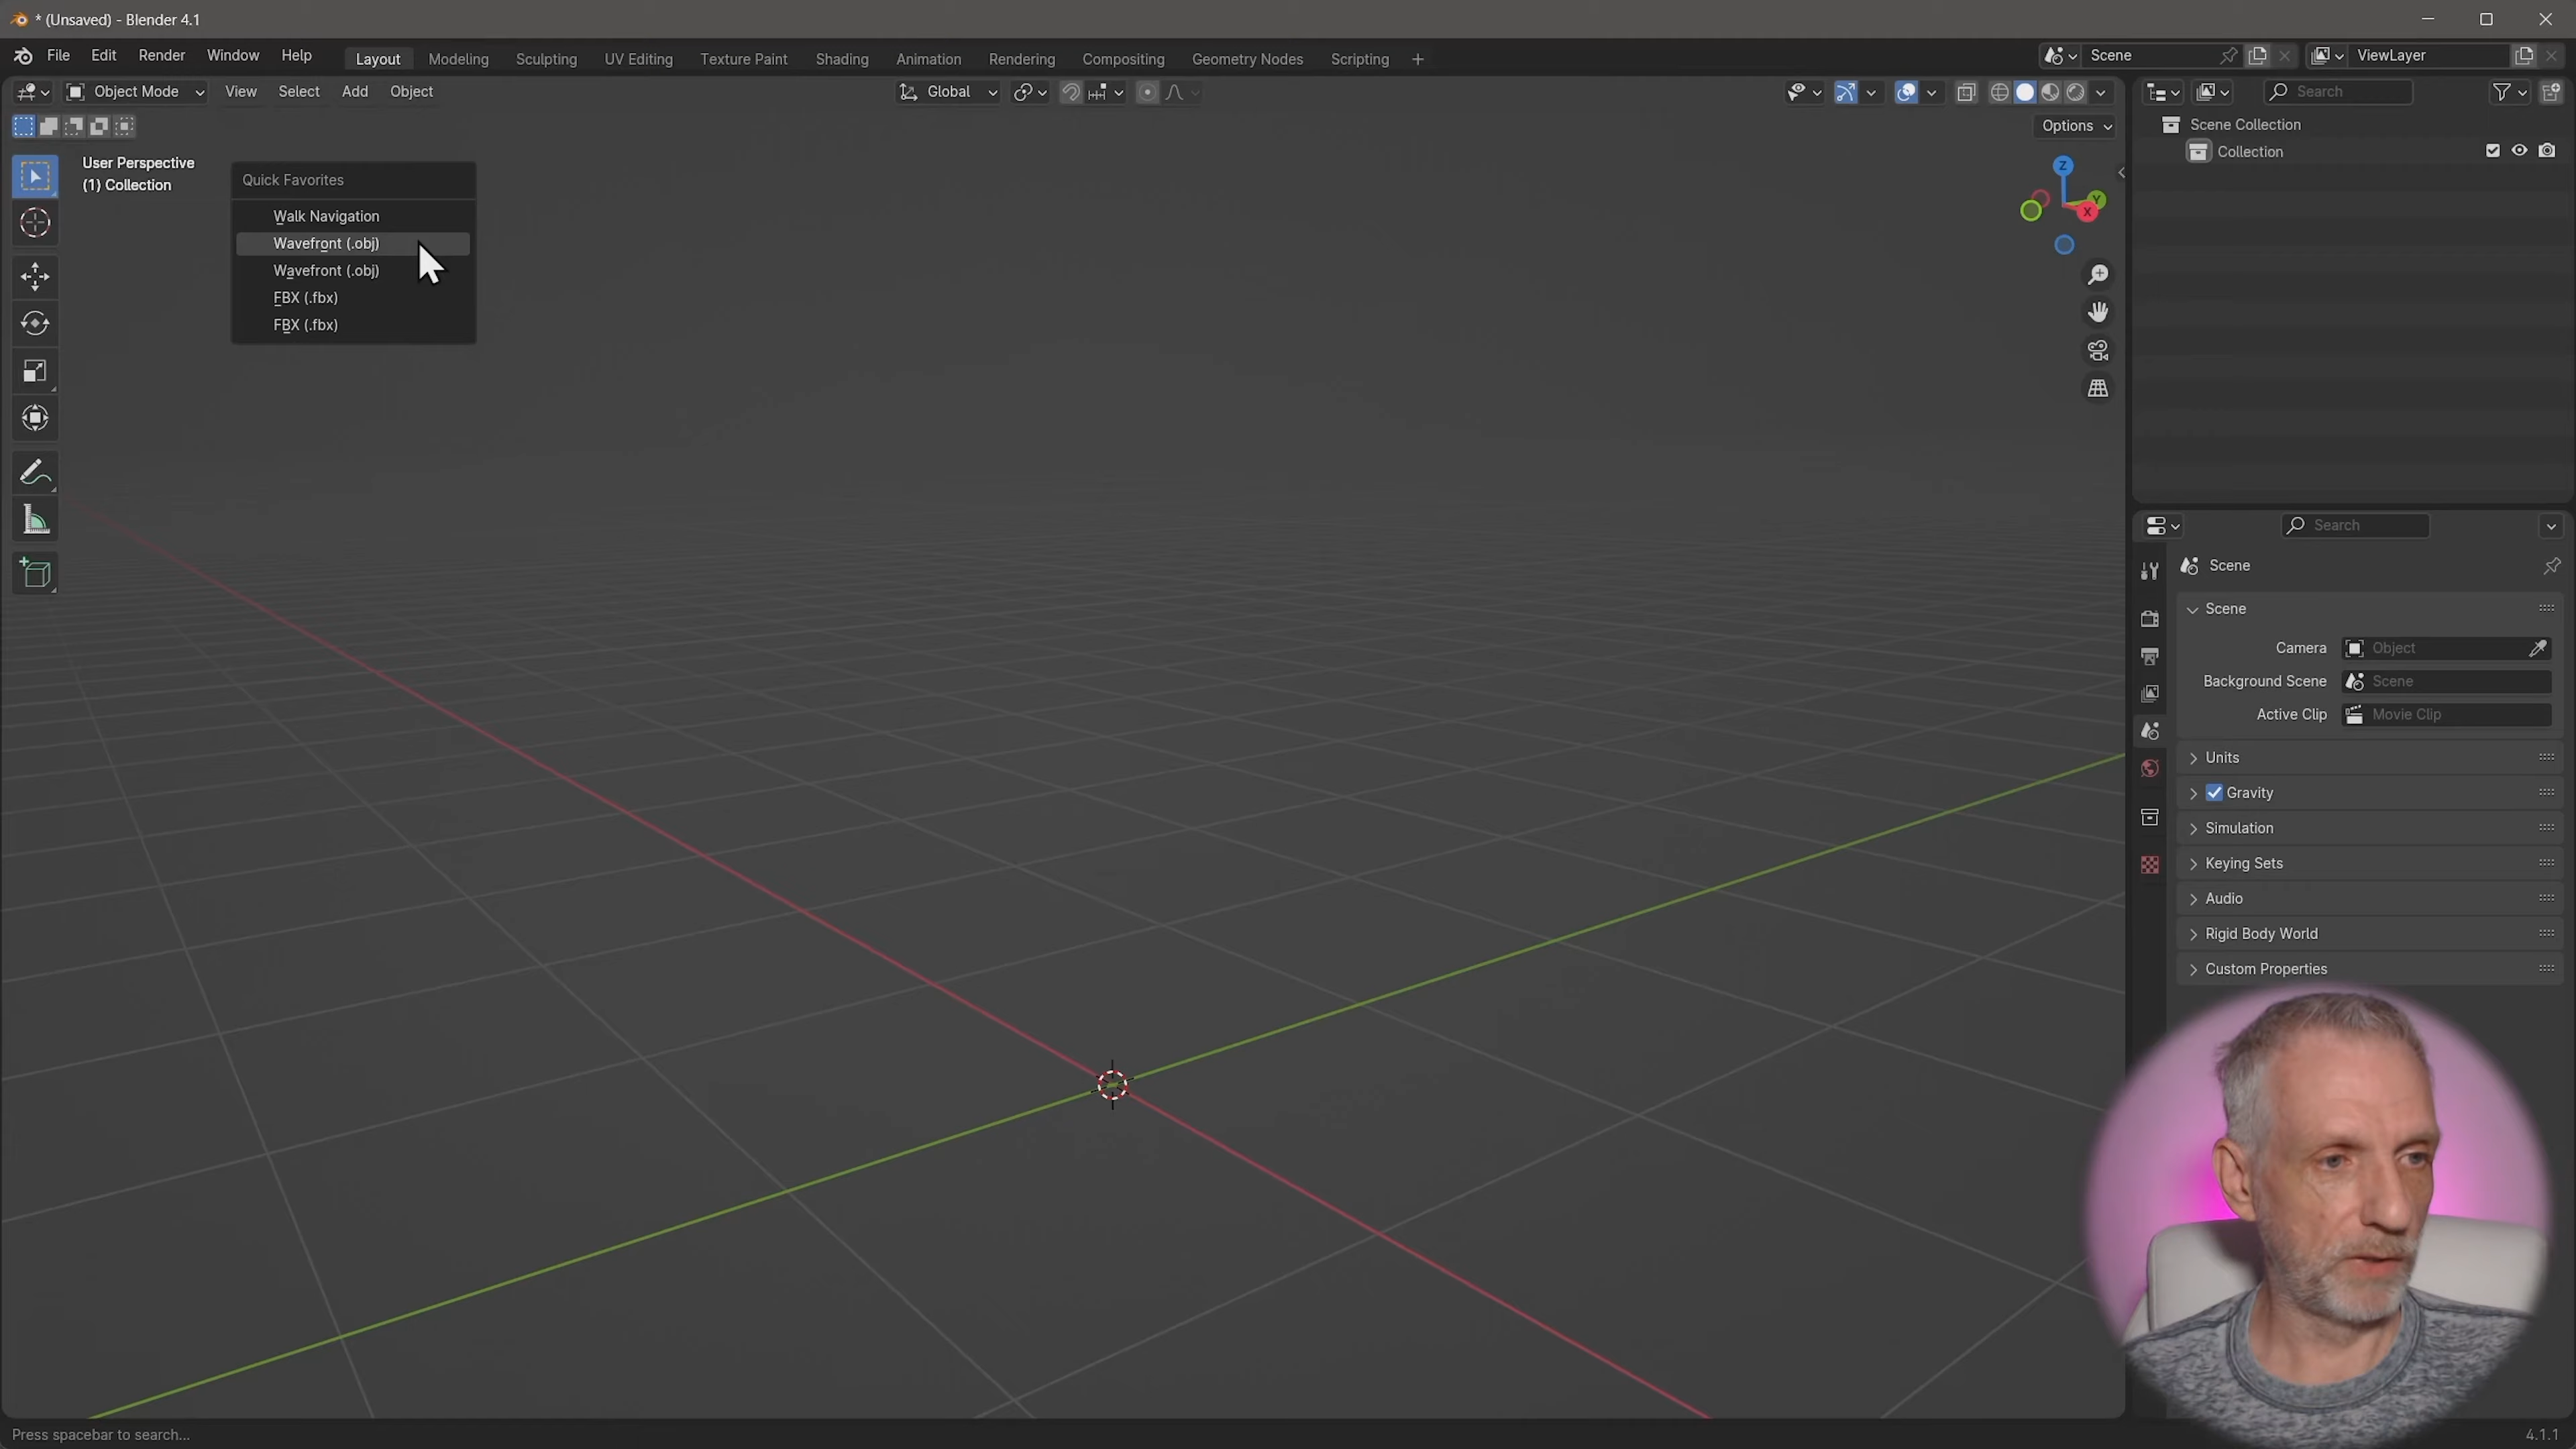 * (Unsaved) - Blender 4.1
File Edit Render Window Help Layout Modeling Sculpting UV Editing Texture Paint Shading Animation Rendering Compositing Geometry Nodes Scripting + Scene ViewLayer
Object Mode View Select Add Object Global Search
Options
User Perspective
(1) Collection
Quick Favorites
Walk Navigation
Wavefront (.obj)
Wavefront (.obj)
FBX (.fbx)
FBX (.fbx)
Z
Y
X
Scene Collection
Collection
Search
Scene
Scene
Camera Object
Background Scene Scene
Active Clip Movie Clip
Units
Gravity
Simulation
Keying Sets
Audio
Rigid Body World
Custom Properties
Press spacebar to search...
4.1.1